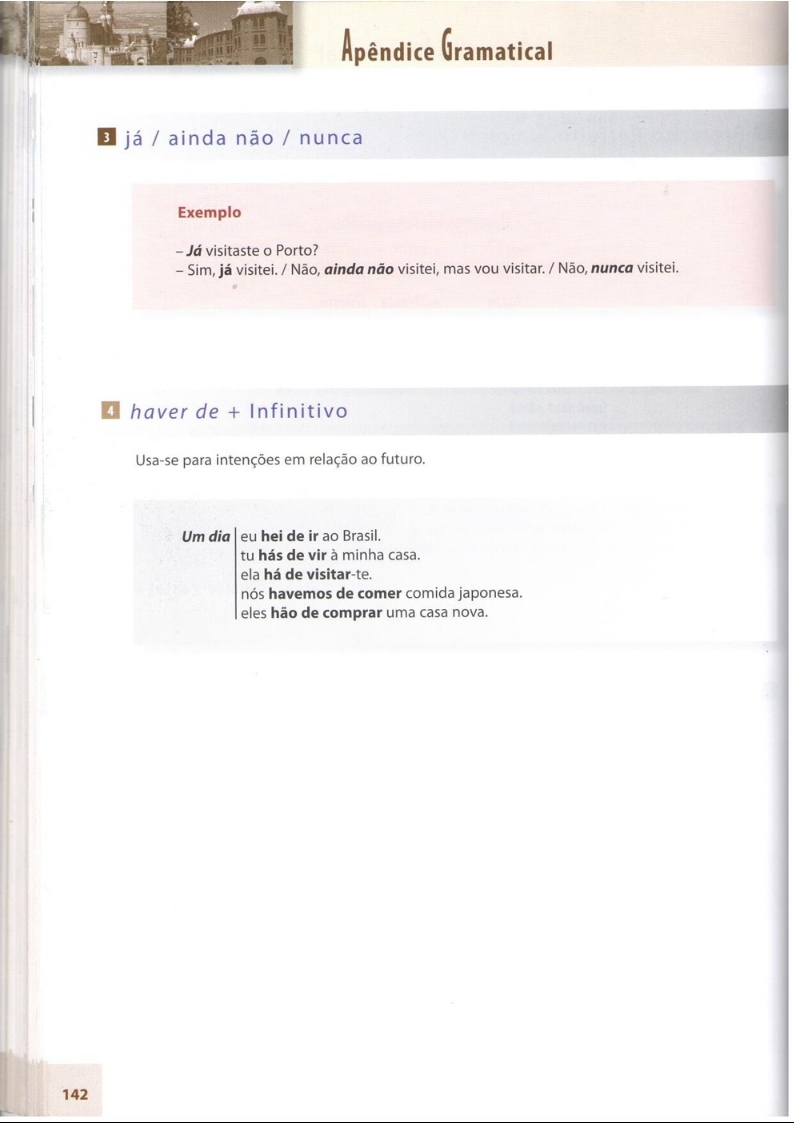 Apêndice Gramatical
3 já / ainda não / nunca
Exemplo
– Já visitaste o Porto?
– Sim, já visitei. / Não, ainda não visitei, mas vou visitar. / Não, nunca visitei.
4 haver de + Infinitivo
Usa-se para intenções em relação ao futuro.
Um dia eu hei de ir ao Brasil.
tu hás de vir à minha casa.
ela há de visitar-te.
nós havemos de comer comida japonesa.
eles hão de comprar uma casa nova.
142